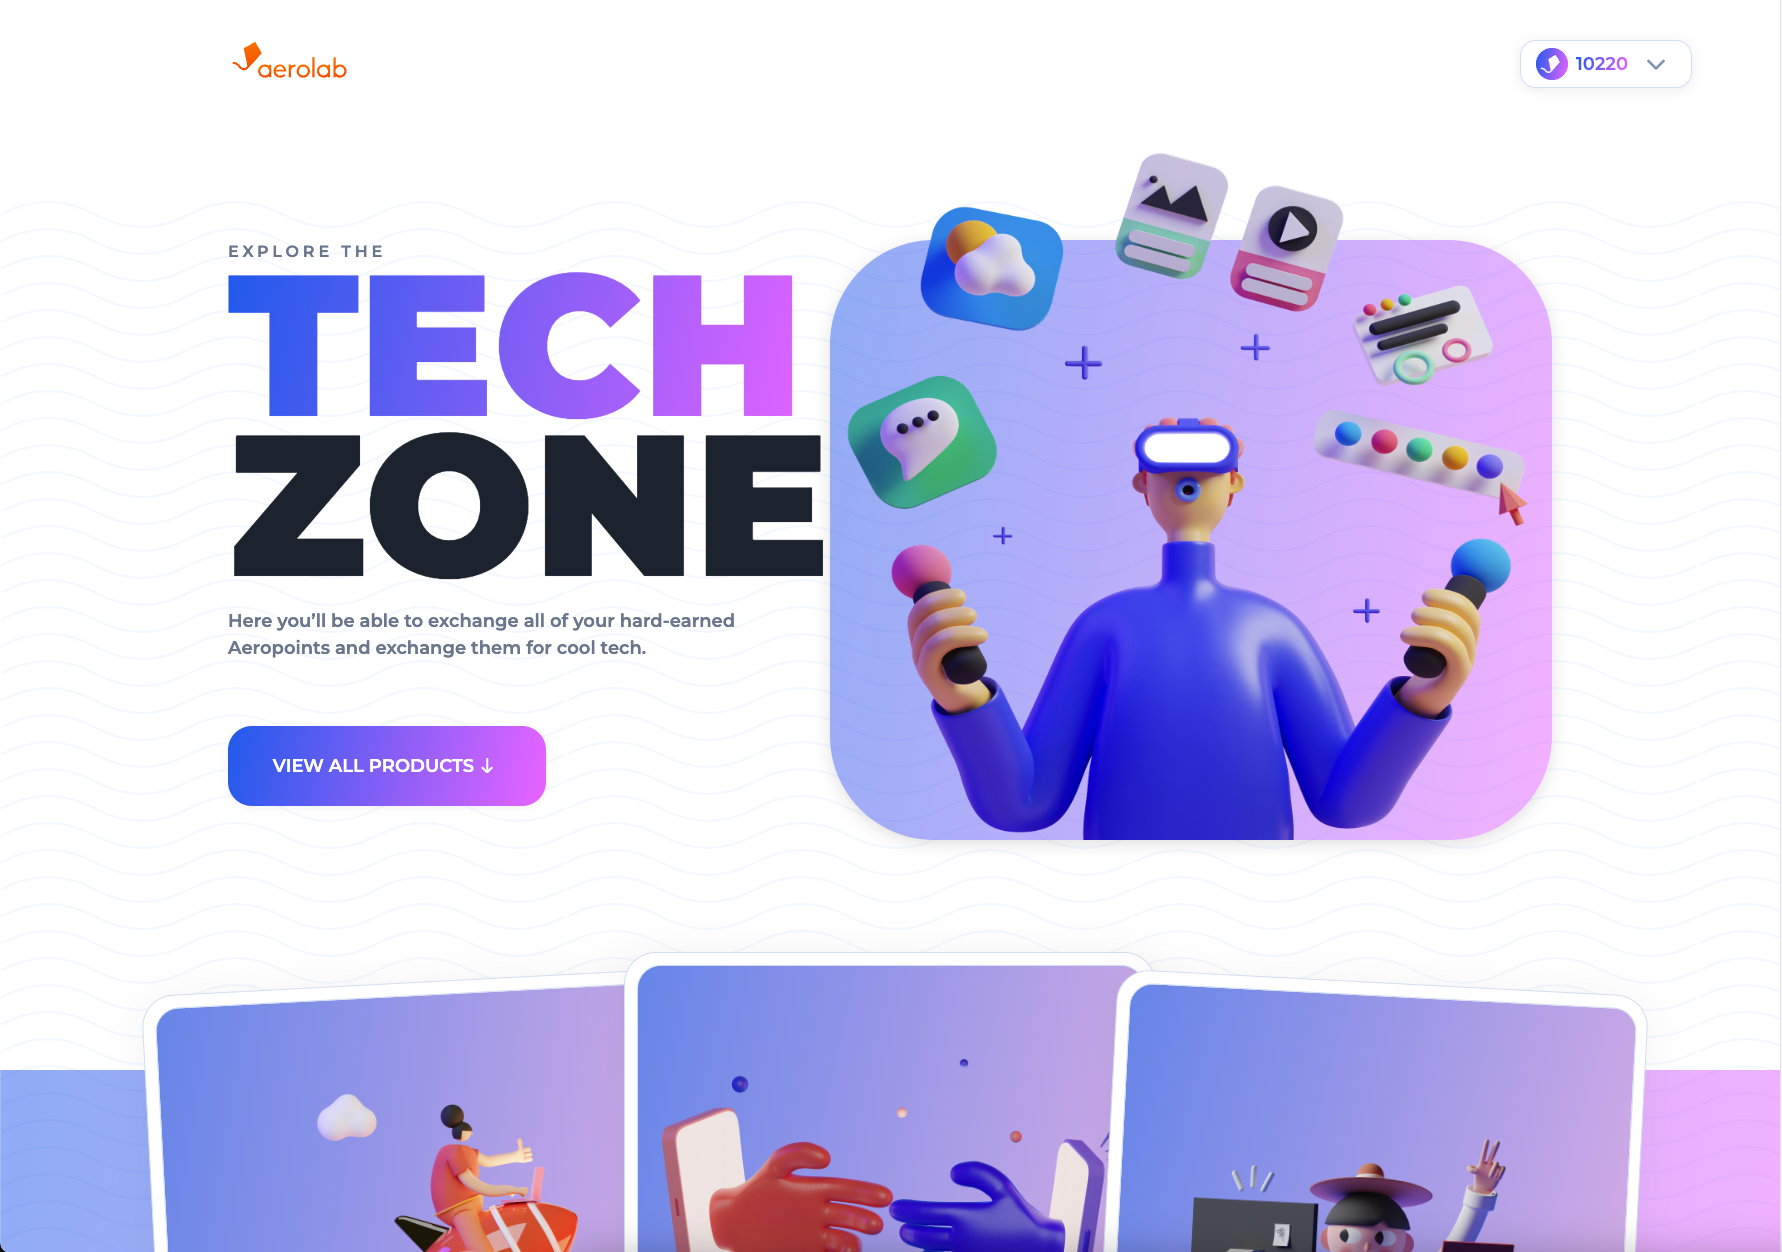 aerolab
10220
EXPLORE THE
TECH
ZONE
Here you’ll be able to exchange all of your hard-earned
Aeropoints and exchange them for cool tech.
VIEW ALL PRODUCTS ↓